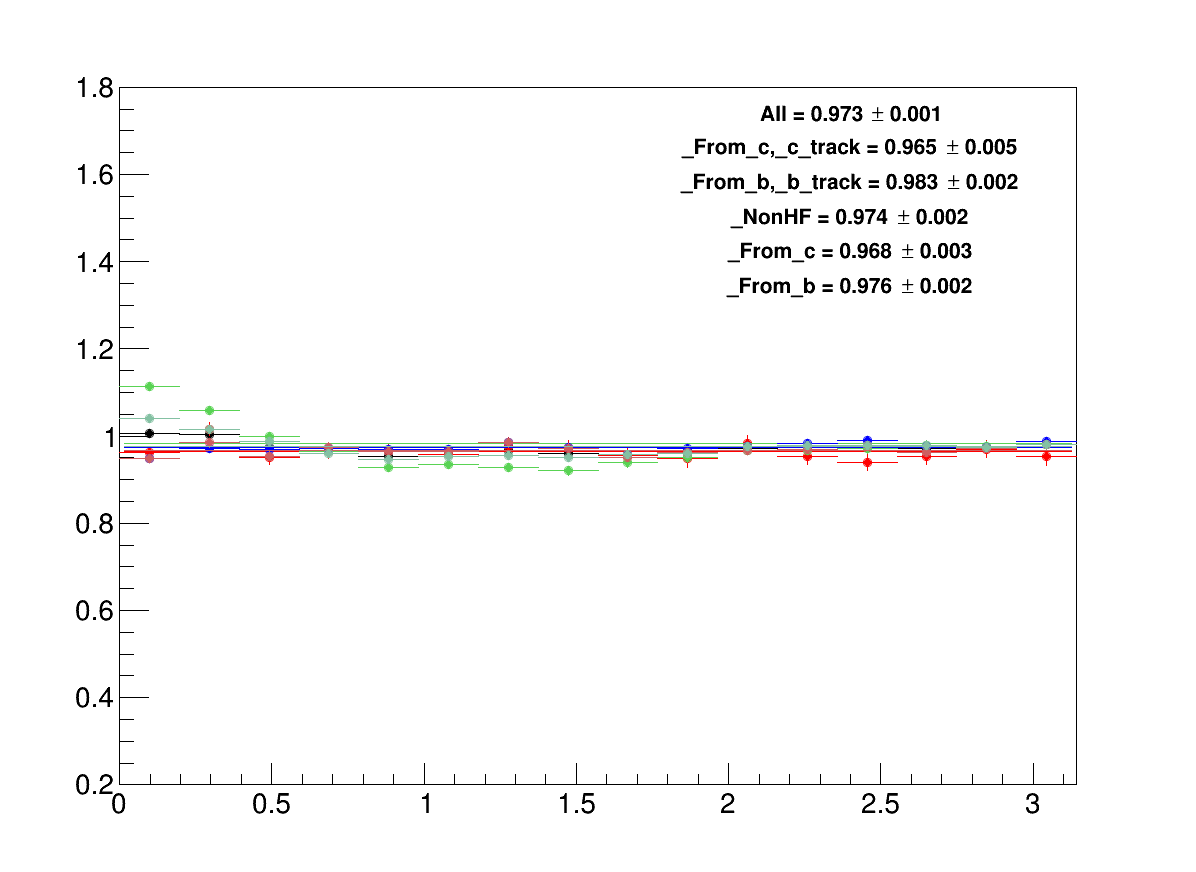 1.8
All = 0.973 ± 0.001
_From_c,_c_track = 0.965 ± 0.005
1.6
_From_b,_b_track = 0.983 ± 0.002
_NonHF = 0.974 ± 0.002
1.4
_From_c = 0.968 ± 0.003
_From_b = 0.976 ± 0.002
1.2
1
0.8
0.6
0.4
0.2
0 0.5 1 1.5 2 2.5 3